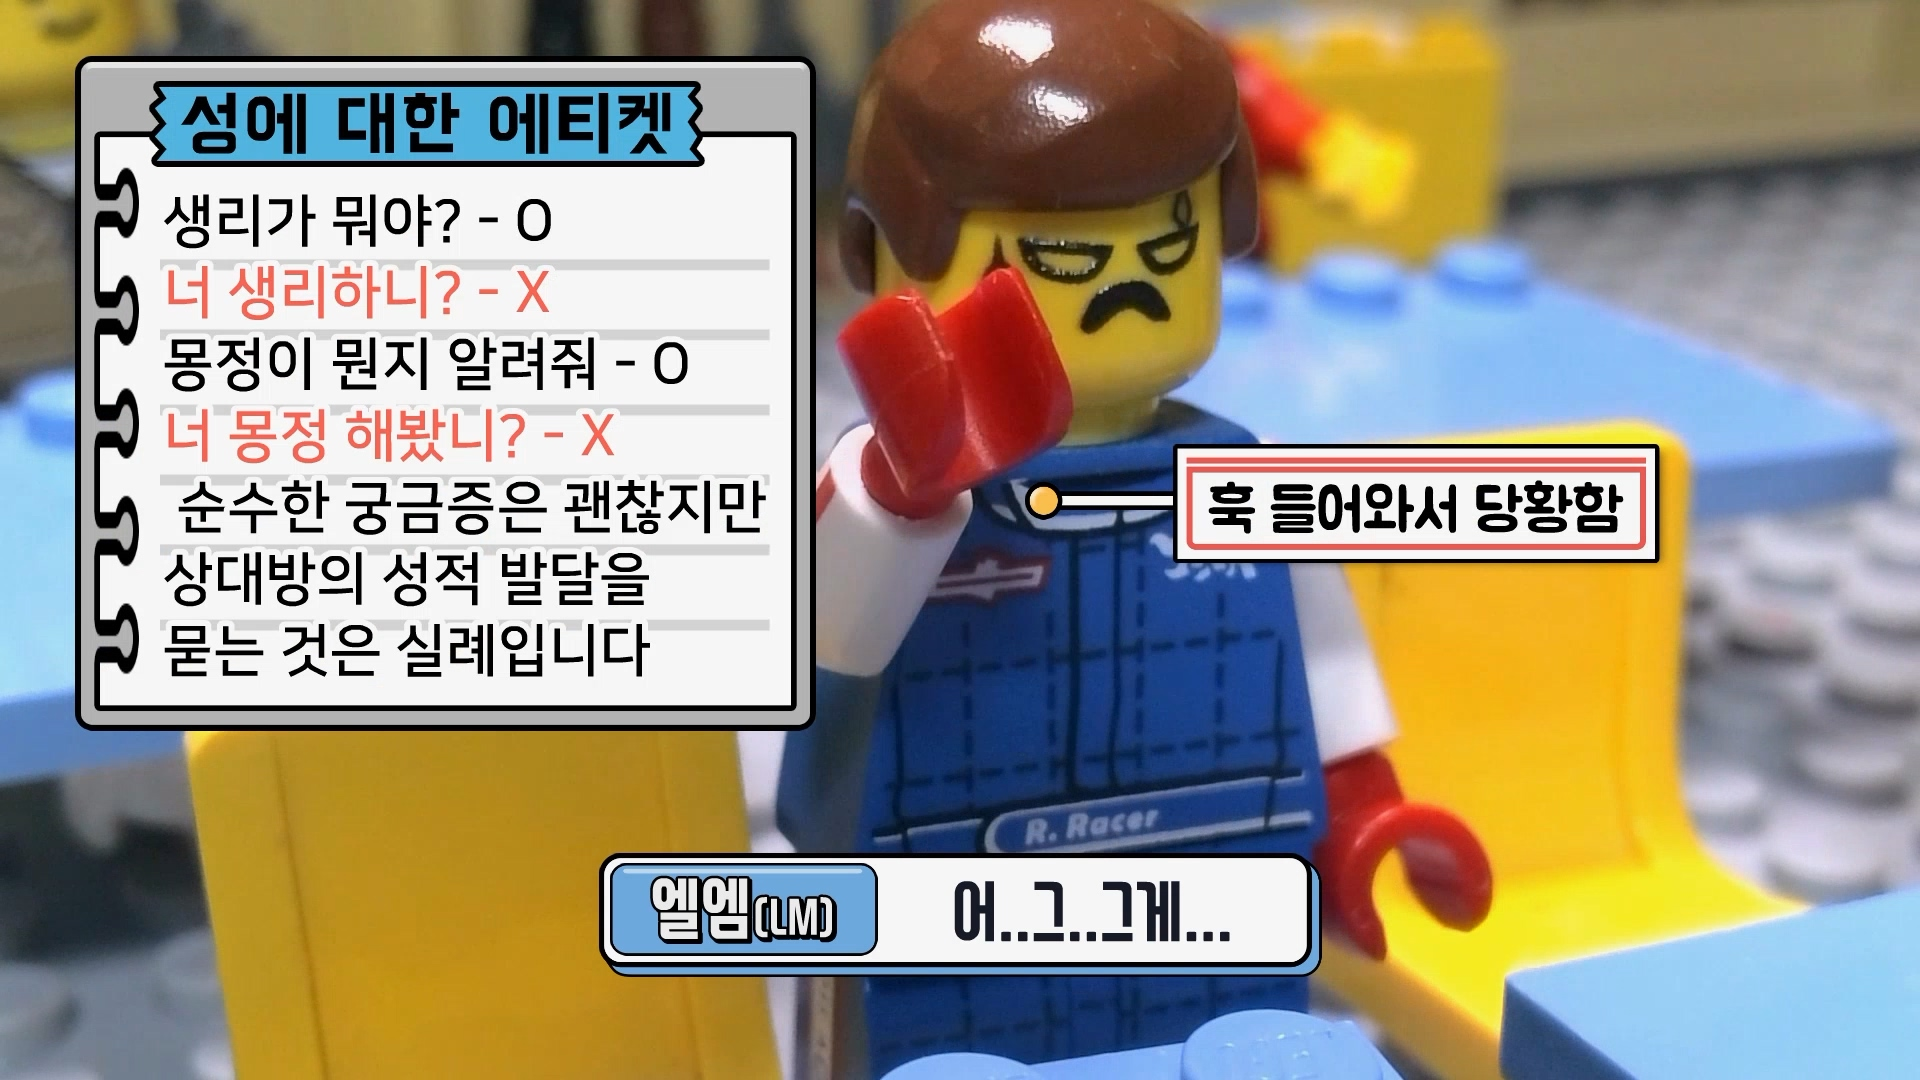 성에 대한 에티켓
생리가 뭐야? - O
너 생리하니? - X
몽정이 뭔지 알려줘 - O
너 몽정 해봤니? - X
순수한 궁금증은 괜찮지만
상대방의 성적 발달을
묻는 것은 실례입니다
훅 들어와서 당황함
R. Racer
엘엠(LM) 어..그..그게...